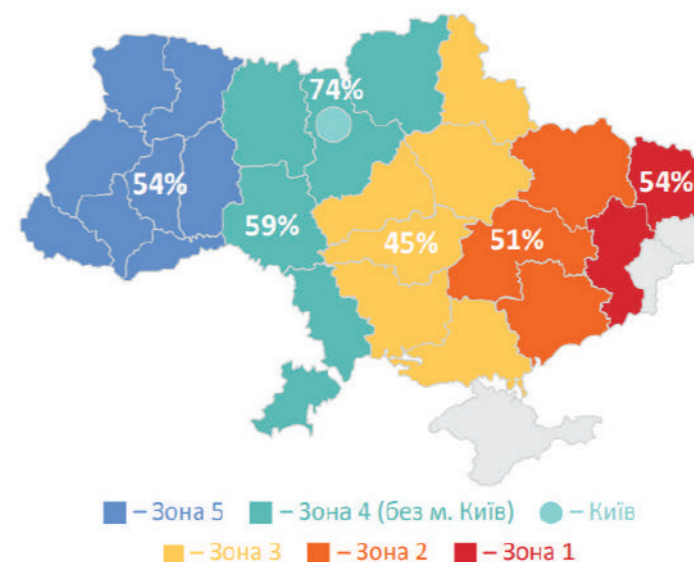 74%
54%
54%
59%
45%
51%
– Зона 5
– Зона 4 (без м. Київ)
– Київ
– Зона 3
– Зона 2
– Зона 1